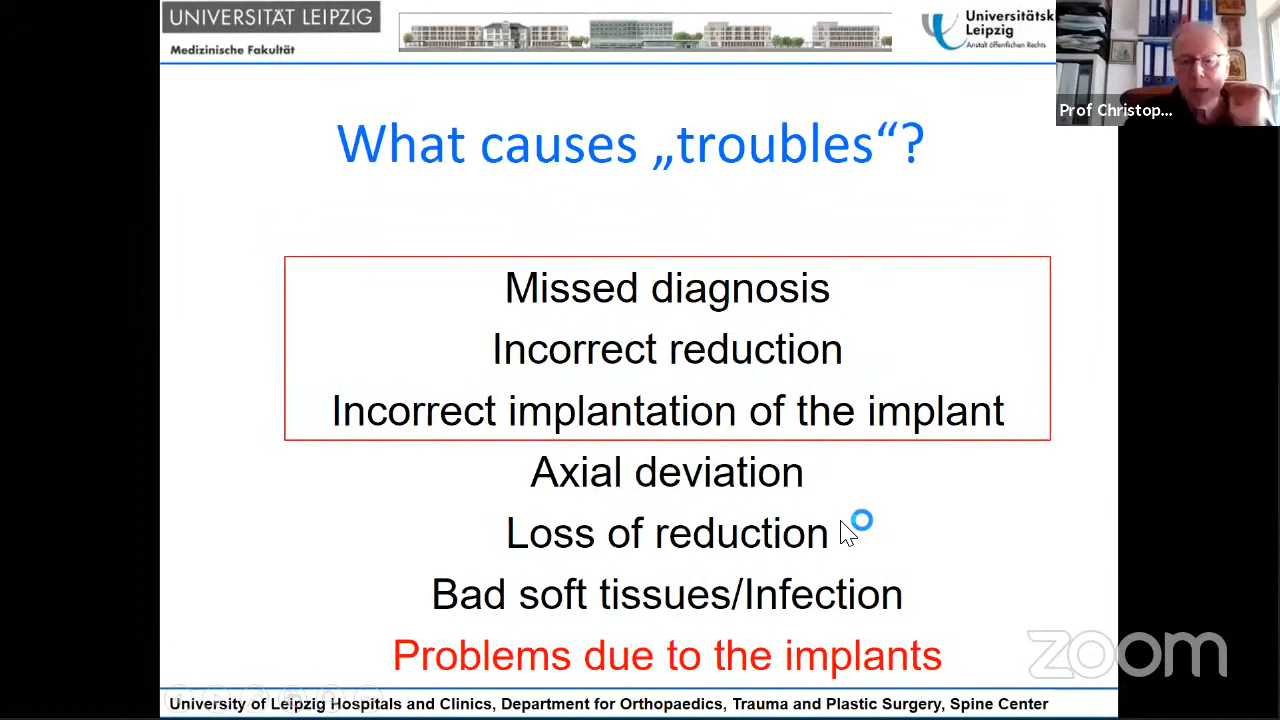 UNIVERSITÄT LEIPZIG
Medizinische Fakultät
Universitätsk
Leipzig
Anstalt öffentlichen Rechts
Prof Christop...
What causes „troubles“?
Missed diagnosis
Incorrect reduction
Incorrect implantation of the implant
Axial deviation
Loss of reduction
Bad soft tissues/Infection
Problems due to the implants
zoom
University of Leipzig Hospitals and Clinics, Department for Orthopaedics, Trauma and Plastic Surgery, Spine Center